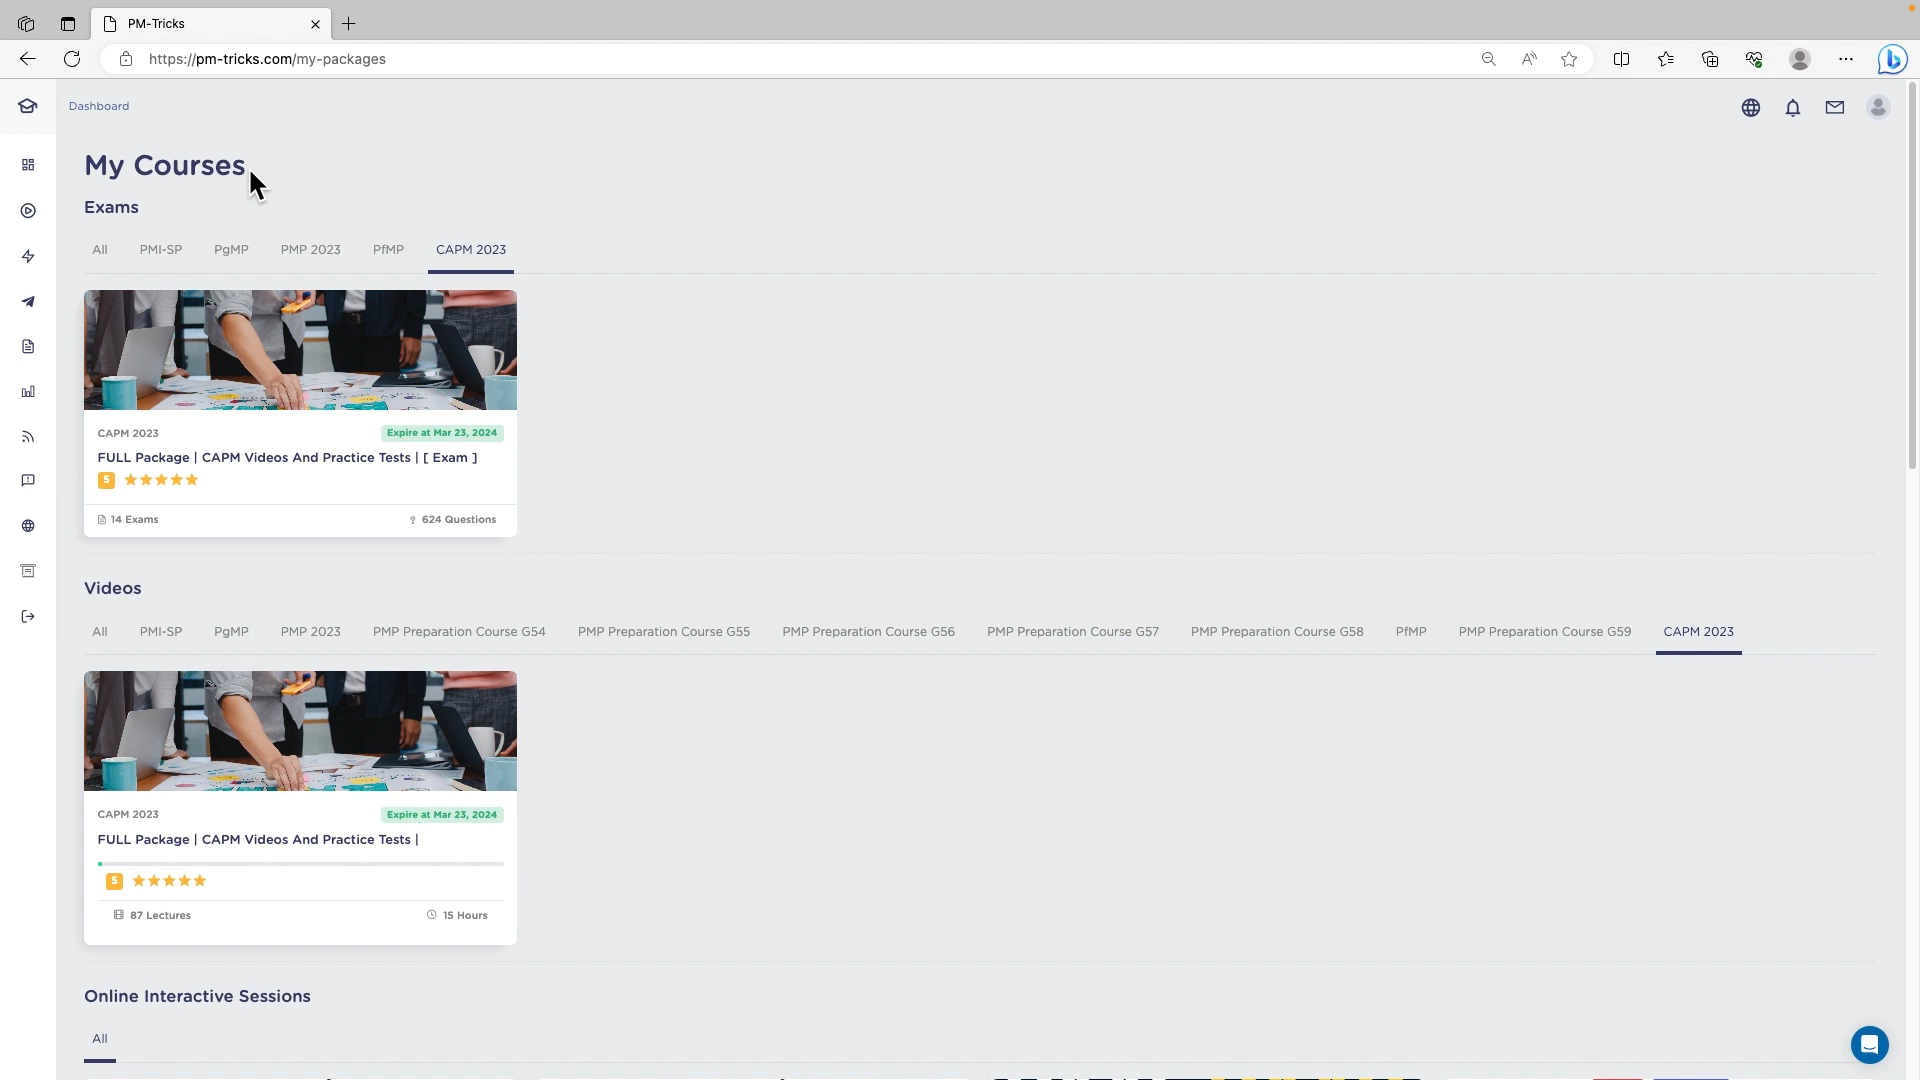 PM-Tricks
https://pm-tricks.com/my-packages
Dashboard
My Courses
Exams
All PMI-SP PgMP PMP 2023 PfMP CAPM 2023
CAPM 2023 Expire at Mar 23, 2024
FULL Package | CAPM Videos And Practice Tests | [ Exam ]
5
14 Exams 624 Questions
Videos
All PMI-SP PgMP PMP 2023 PMP Preparation Course G54 PMP Preparation Course G55 PMP Preparation Course G56 PMP Preparation Course G57 PMP Preparation Course G58 PfMP PMP Preparation Course G59 CAPM 2023
CAPM 2023 Expire at Mar 23, 2024
FULL Package | CAPM Videos And Practice Tests |
5
87 Lectures 15 Hours
Online Interactive Sessions
All